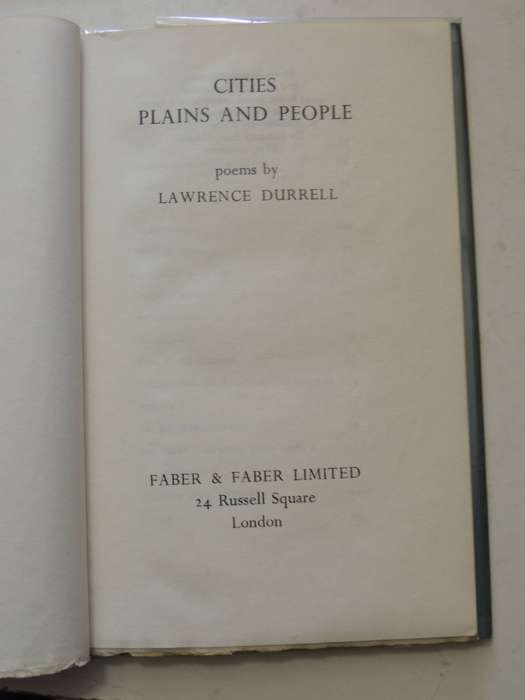 CITIES
PLAINS AND PEOPLE
poems by
LAWRENCE DURRELL
FABER & FABER LIMITED
24 Russell Square
London